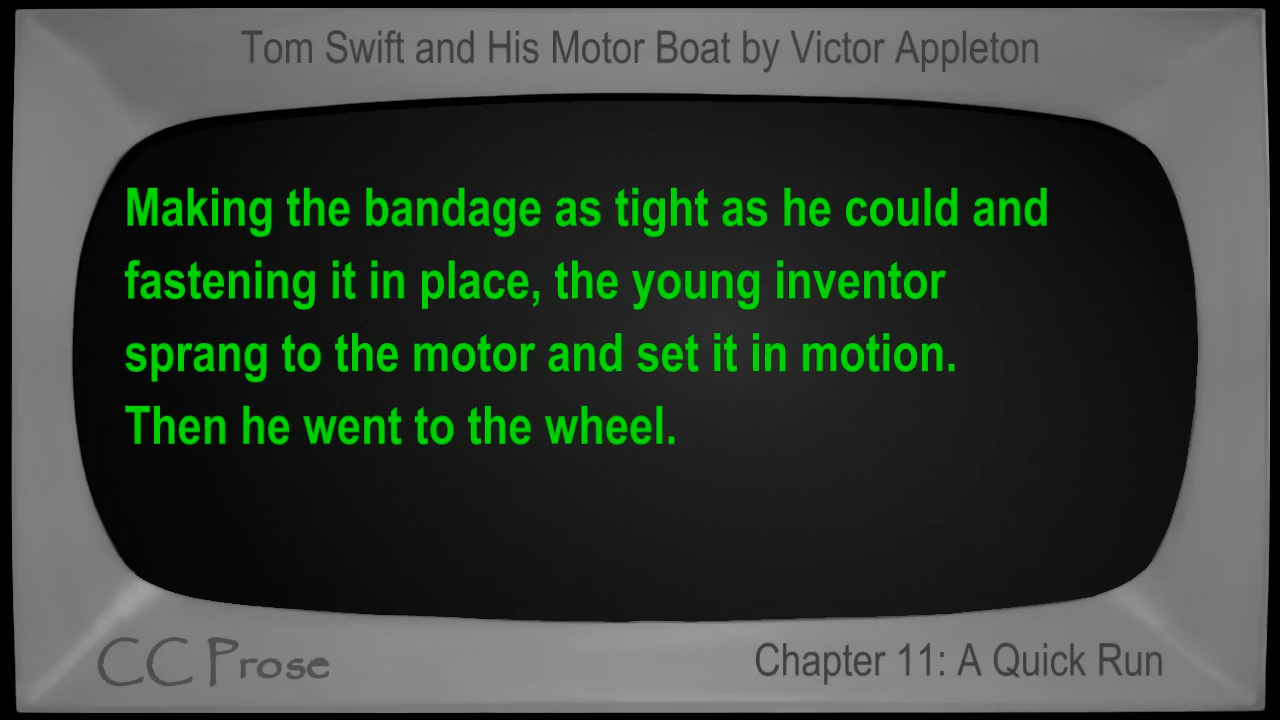 Tom Swift and His Motor Boat by Victor Appleton
Making the bandage as tight as he could and
fastening it in place, the young inventor
sprang to the motor and set it in motion.
Then he went to the wheel.
CC Prose
Chapter 11: A Quick Run